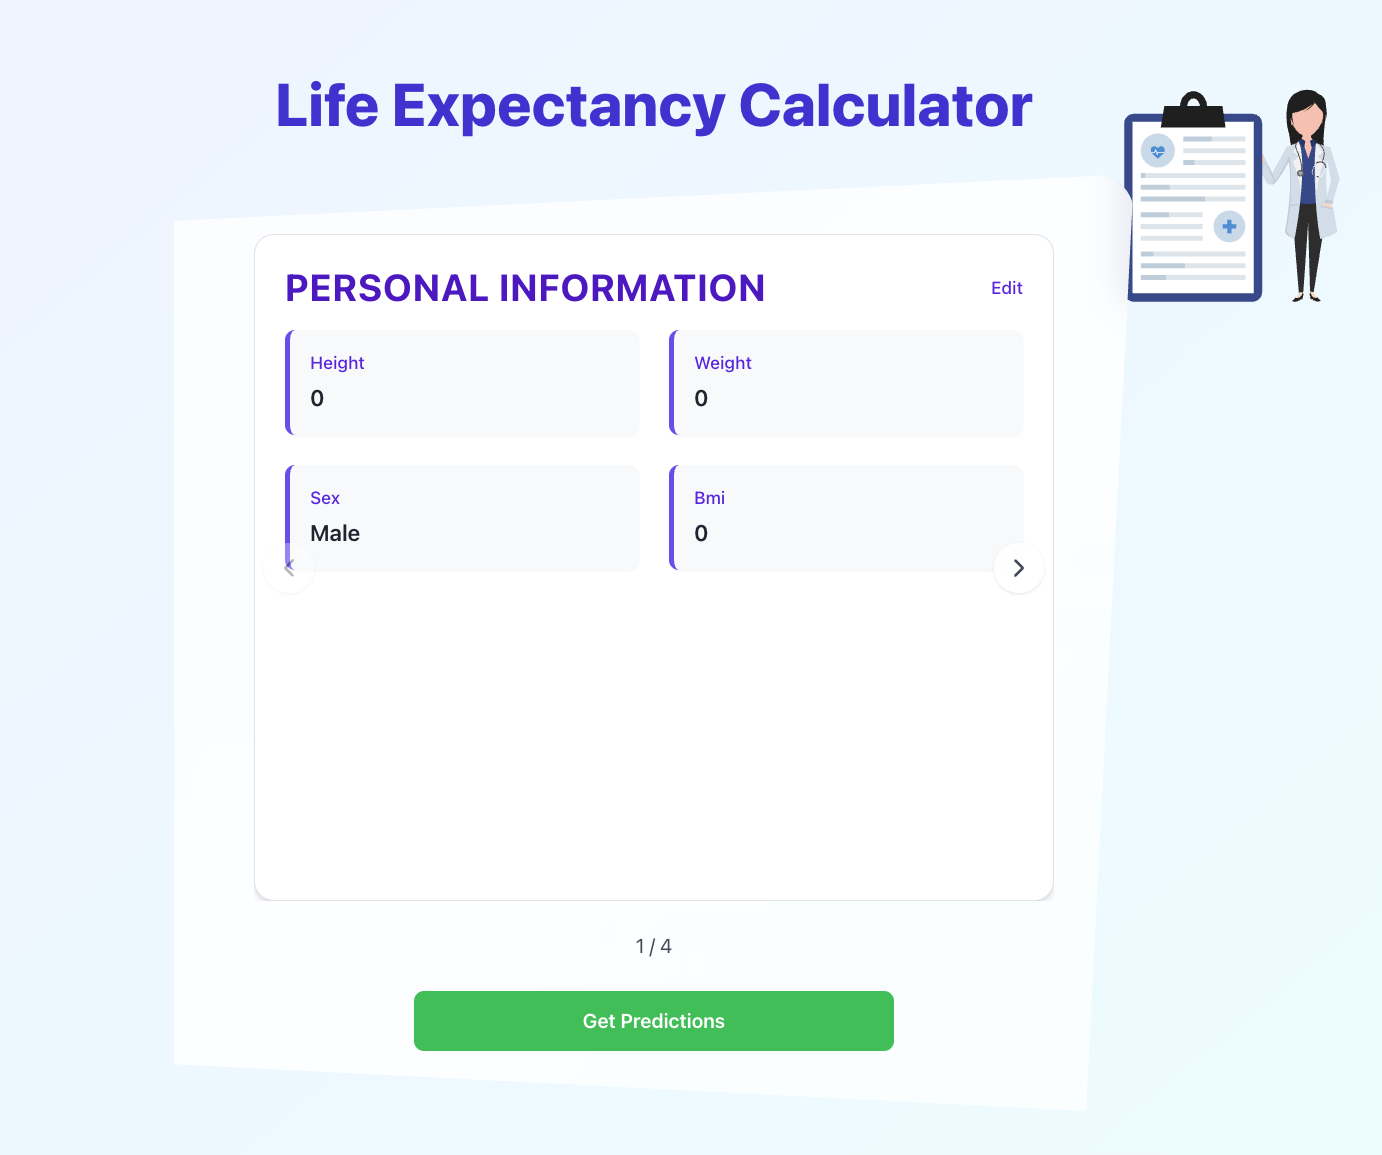 Life Expectancy Calculator
PERSONAL INFORMATION
Edit
Height
0
Weight
0
Sex
Male
Bmi
0
1 / 4
Get Predictions